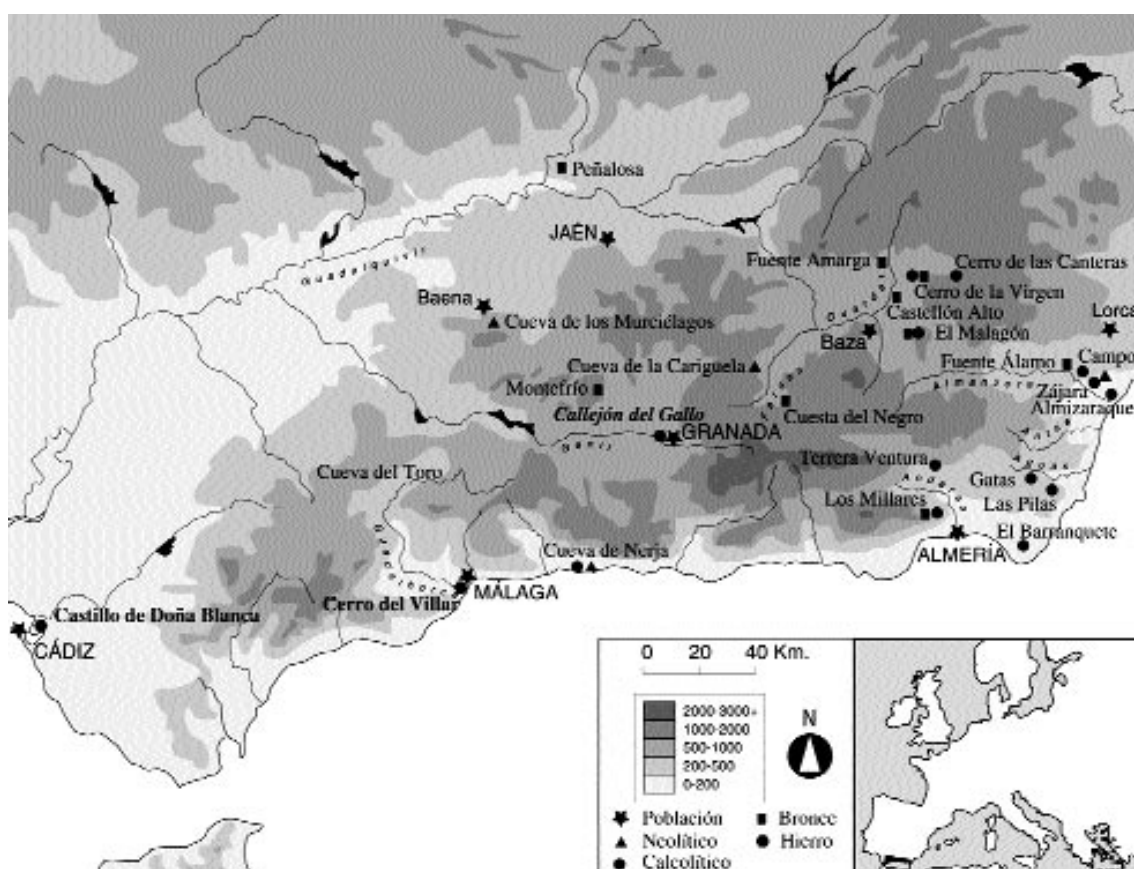 Peñalosa
JAÉN
Guadalquivir
Fuente Amarga
Cerro de las Canteras
Cerro de la Virgen
Baena
Castellón Alto
Cueva de los Murciélagos
Baza
El Malagón
Lorca
Cueva de la Cariguela
Fuente Álamo
Campo
Almanzora
Montefrío
Zájara
Almizaraque
Cuesta del Negro
Callejón del Gallo
GRANADA
Genil
Antas
Terrera Ventura
Aguas
Cueva del Toro
Gatas
Las Pilas
Los Millares
El Barranquete
ALMERÍA
Cueva de Nerja
MÁLAGA
Cerro del Villar
Castillo de Doña Blanca
CÁDIZ
0 20 40 Km.
2000-3000+
1000-2000
500-1000
200-500
0-200
N
Población
Bronce
Neolítico
Hierro
Calcolítico